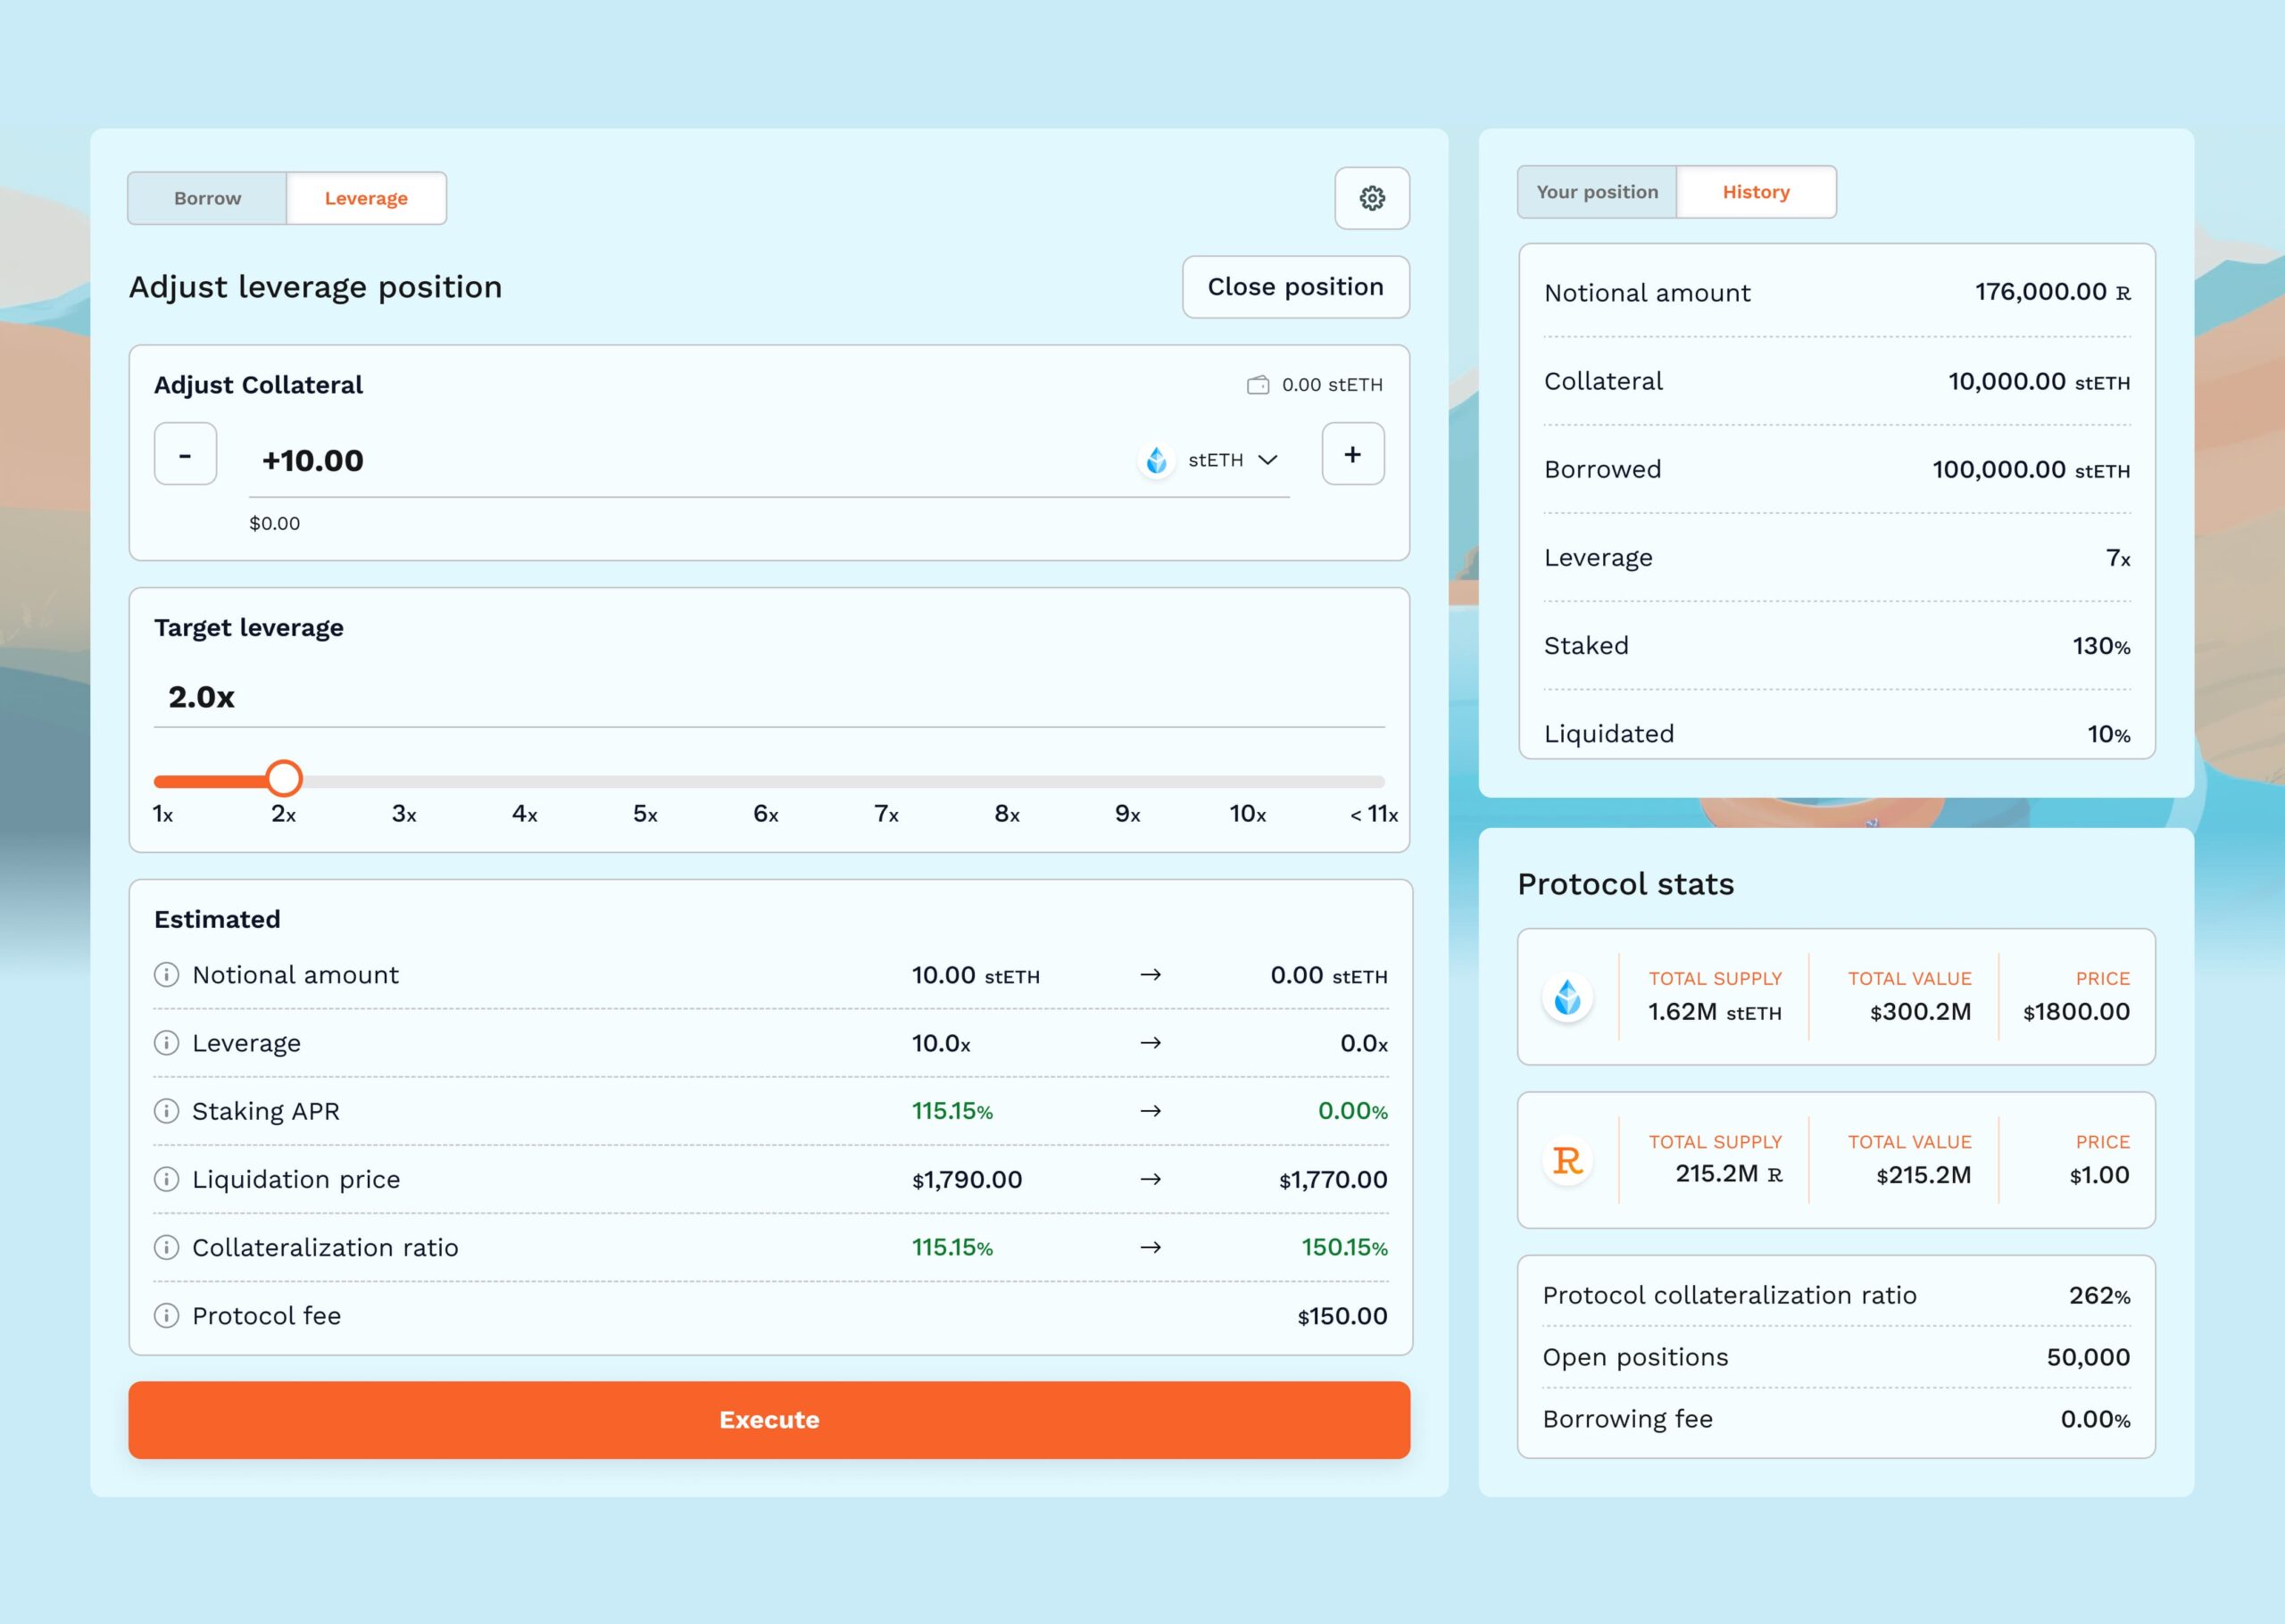 Borrow Leverage
Adjust leverage position Close position
Adjust Collateral 0.00 stETH
- +10.00 stETH +
$0.00
Target leverage
2.0x
1x 2x 3x 4x 5x 6x 7x 8x 9x 10x < 11x
Estimated
Notional amount 10.00 stETH → 0.00 stETH
Leverage 10.0x → 0.0x
Staking APR 115.15% → 0.00%
Liquidation price $1,790.00 → $1,770.00
Collateralization ratio 115.15% → 150.15%
Protocol fee $150.00
Execute
Your position History
Notional amount 176,000.00 R
Collateral 10,000.00 stETH
Borrowed 100,000.00 stETH
Leverage 7x
Staked 130%
Liquidated 10%
Protocol stats
TOTAL SUPPLY TOTAL VALUE PRICE
1.62M stETH $300.2M $1800.00
R
TOTAL SUPPLY TOTAL VALUE PRICE
215.2M R $215.2M $1.00
Protocol collateralization ratio 262%
Open positions 50,000
Borrowing fee 0.00%